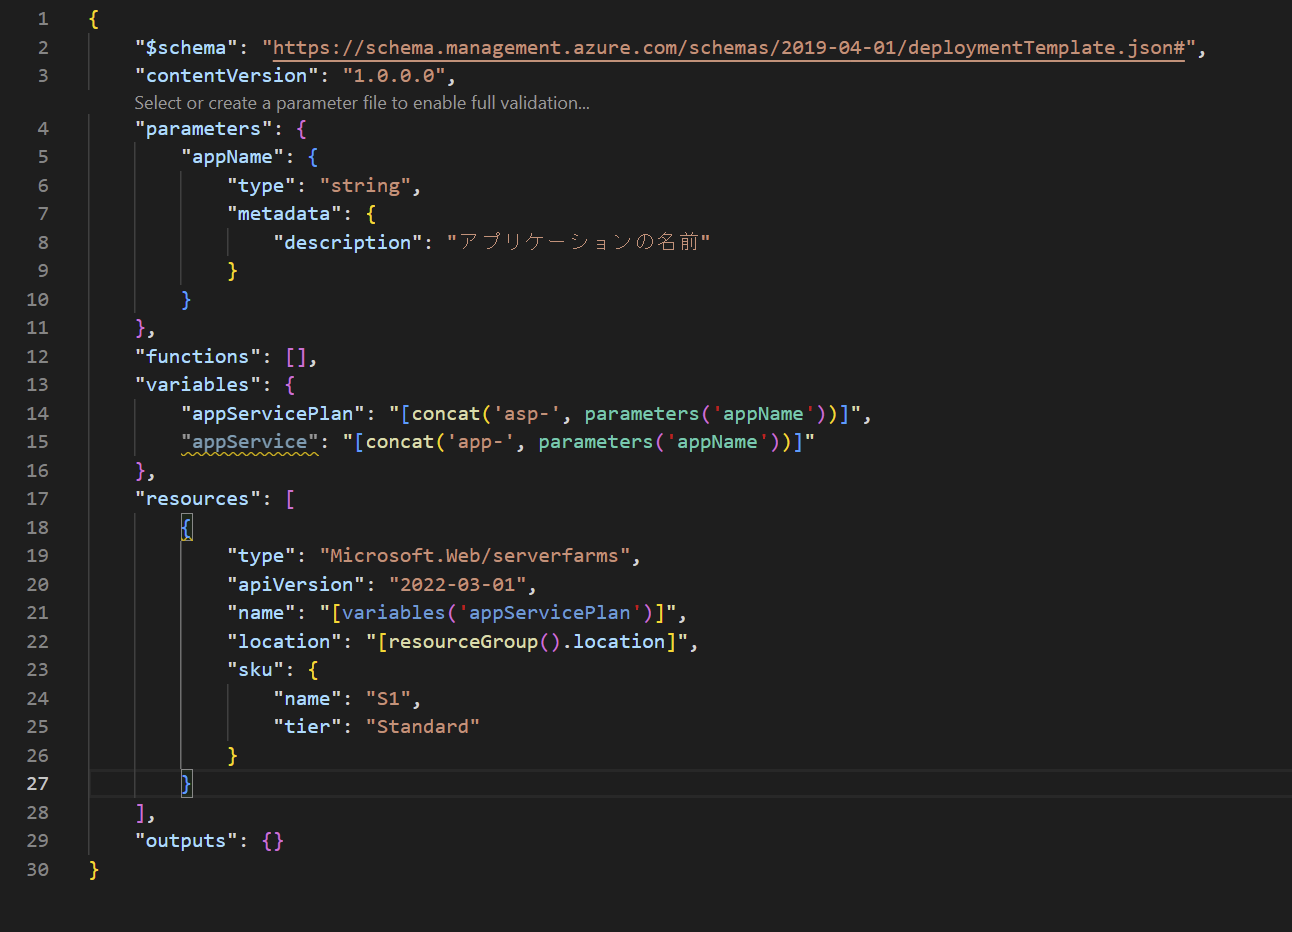 1 {
2 "$schema": "https://schema.management.azure.com/schemas/2019-04-01/deploymentTemplate.json#",
3 "contentVersion": "1.0.0.0",
Select or create a parameter file to enable full validation...
4 "parameters": {
5 "appName": {
6 "type": "string",
7 "metadata": {
8 "description": "アプリケーションの名前"
9 }
10 }
11 },
12 "functions": [],
13 "variables": {
14 "appServicePlan": "[concat('asp-', parameters('appName'))]",
15 "appService": "[concat('app-', parameters('appName'))]"
16 },
17 "resources": [
18 {
19 "type": "Microsoft.Web/serverfarms",
20 "apiVersion": "2022-03-01",
21 "name": "[variables('appServicePlan')]",
22 "location": "[resourceGroup().location]",
23 "sku": {
24 "name": "S1",
25 "tier": "Standard"
26 }
27 }
28 ],
29 "outputs": {}
30 }